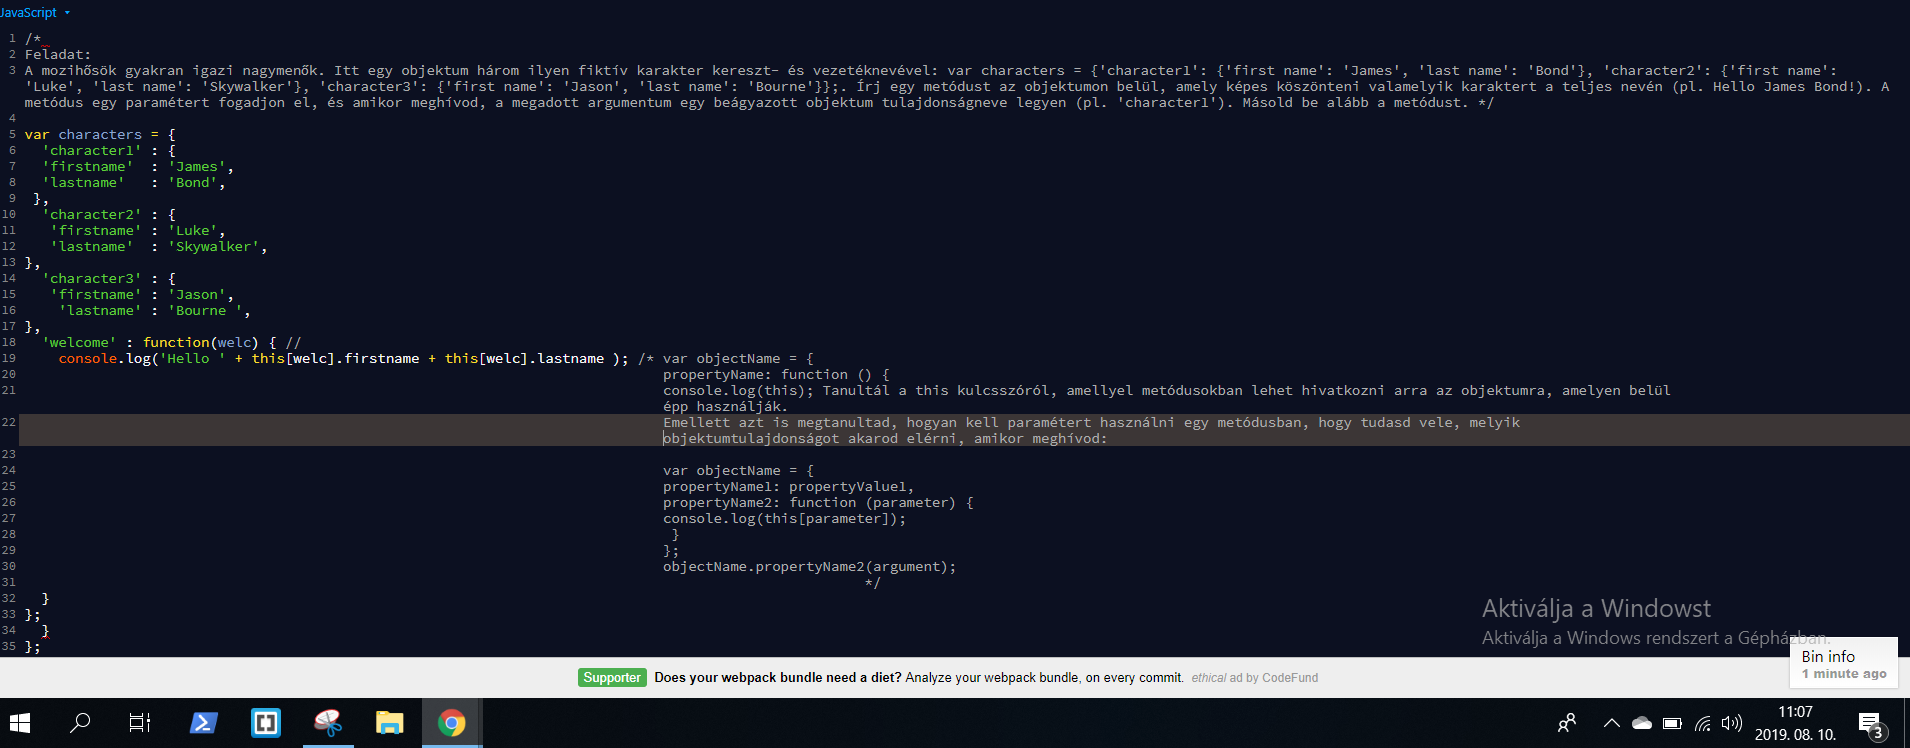 JavaScript
1 /*
2 Feladat:
3 A mozihősök gyakran igazi nagymenők. Itt egy objektum három ilyen fiktív karakter kereszt- és vezetéknevével: var characters = {'character1': {'first name': 'James', 'last name': 'Bond'}, 'character2': {'first name':
'Luke', 'last name': 'Skywalker'}, 'character3': {'first name': 'Jason', 'last name': 'Bourne'}};. Írj egy metódust az objektumon belül, amely képes köszönteni valamelyik karaktert a teljes nevén (pl. Hello James Bond!). A
metódus egy paramétert fogadjon el, és amikor meghívod, a megadott argumentum egy beágyazott objektum tulajdonságneve legyen (pl. 'character1'). Másold be alább a metódust. */
4
5 var characters = {
6 'character1' : {
7 'firstname' : 'James',
8 'lastname' : 'Bond',
9 },
10 'character2' : {
11 'firstname' : 'Luke',
12 'lastname' : 'Skywalker',
13 },
14 'character3' : {
15 'firstname' : 'Jason',
16 'lastname' : 'Bourne ',
17 },
18 'welcome' : function(welc) { //
19 console.log('Hello ' + this[welc].firstname + this[welc].lastname ); /* var objectName = {
20 propertyName: function () {
21 console.log(this); Tanultál a this kulcsszóról, amellyel metódusokban lehet hivatkozni arra az objektumra, amelyen belül
épp használják.
22 Emellett azt is megtanultad, hogyan kell paramétert használni egy metódusban, hogy tudasd vele, melyik
objektumtulajdonságot akarod elérni, amikor meghívod:
23
24 var objectName = {
25 propertyName1: propertyValue1,
26 propertyName2: function (parameter) {
27 console.log(this[parameter]);
28 }
29 };
30 objectName.propertyName2(argument);
31 */
32 }
33 };
34 }
35 };
Aktiválja a Windowst
Aktiválja a Windows rendszert a Gépházban.
Bin info
1 minute ago
Supporter Does your webpack bundle need a diet? Analyze your webpack bundle, on every commit. ethical ad by CodeFund
11:07
2019. 08. 10.
3